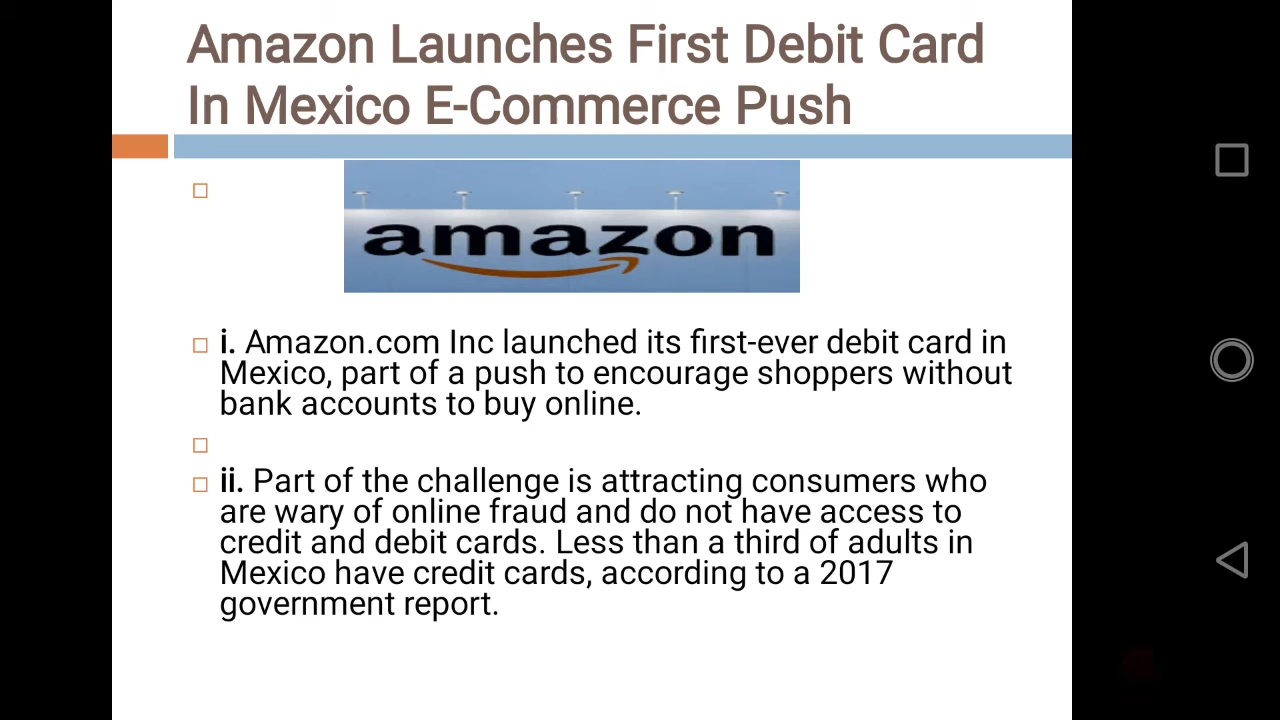 Amazon Launches First Debit Card
In Mexico E-Commerce Push
amazon
i. Amazon.com Inc launched its first-ever debit card in
Mexico, part of a push to encourage shoppers without
bank accounts to buy online.
ii. Part of the challenge is attracting consumers who
are wary of online fraud and do not have access to
credit and debit cards. Less than a third of adults in
Mexico have credit cards, according to a 2017
government report.